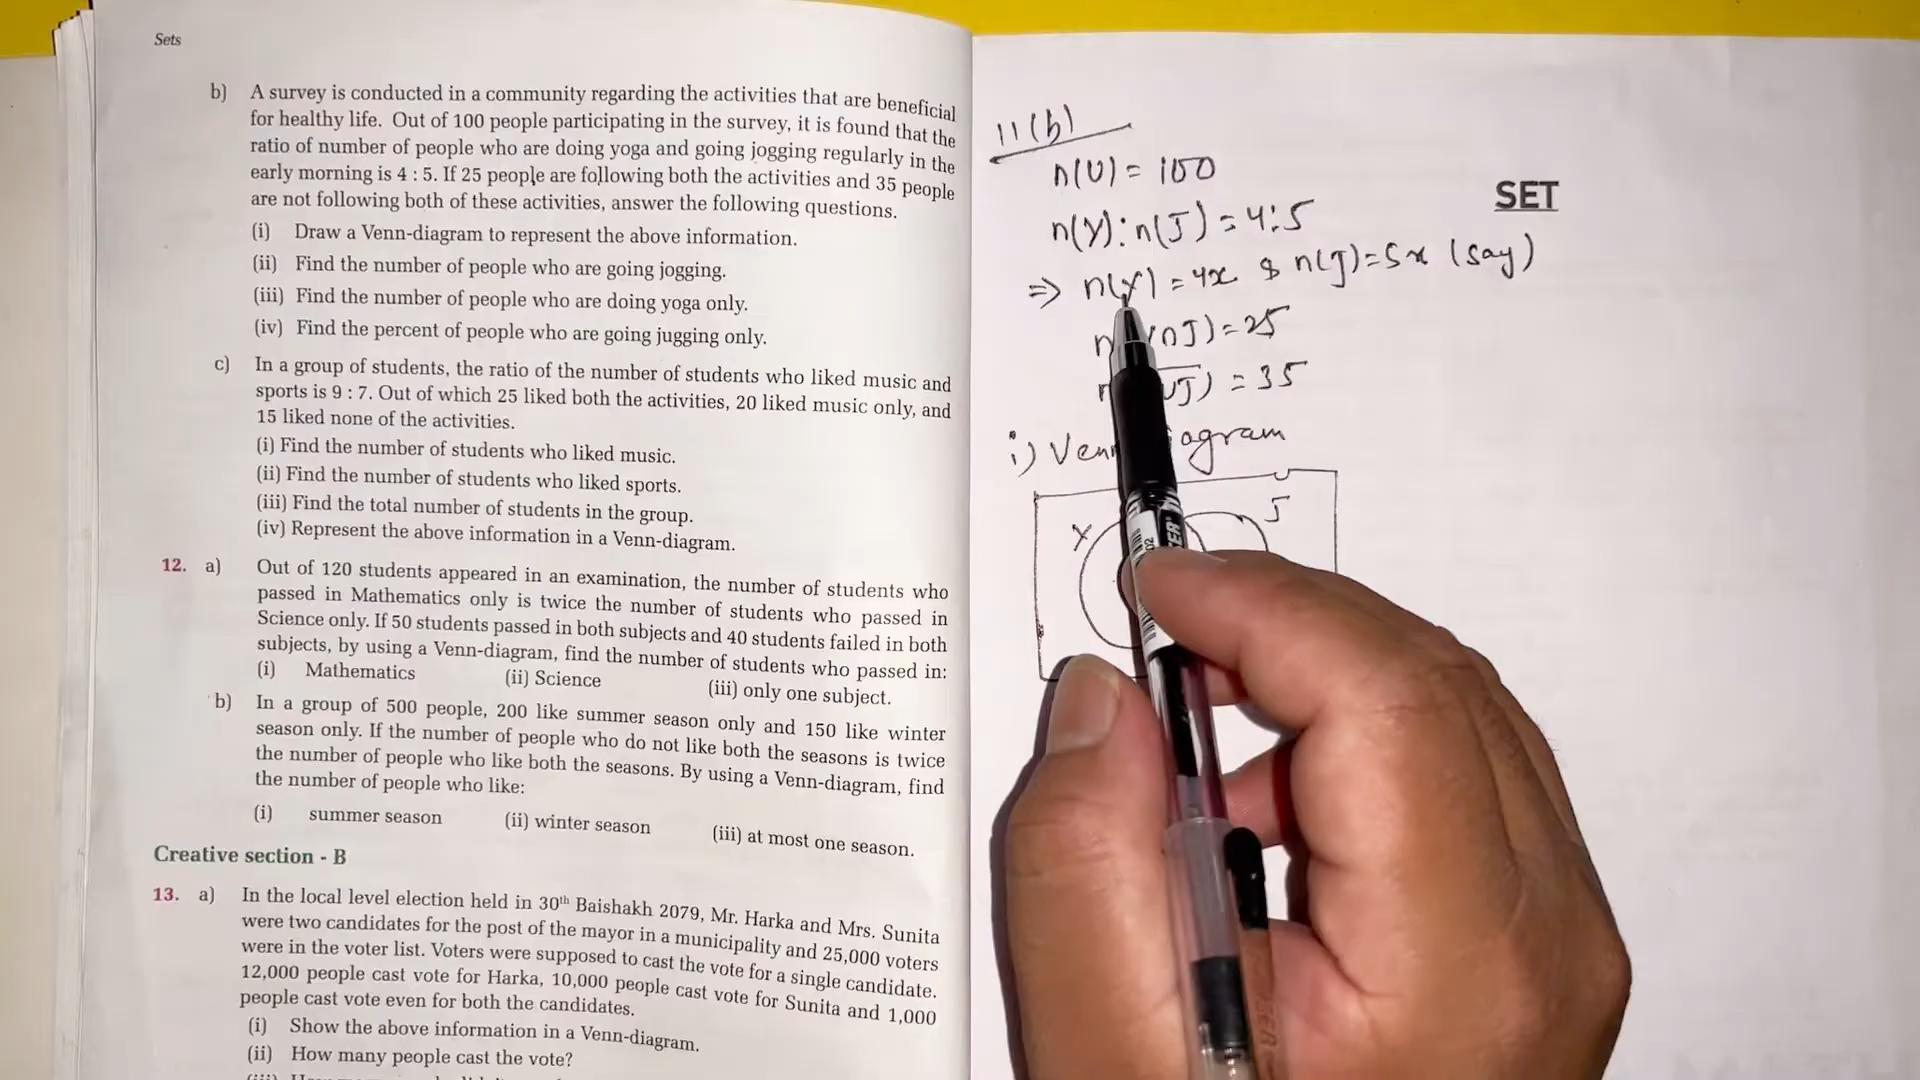 Sets
b) A survey is conducted in a community regarding the activities that are beneficial
for healthy life. Out of 100 people participating in the survey, it is found that the
ratio of number of people who are doing yoga and going jogging regularly in the
early morning is 4 : 5. If 25 people are following both the activities and 35 people
are not following both of these activities, answer the following questions.
(i) Draw a Venn-diagram to represent the above information.
(ii) Find the number of people who are going jogging.
(iii) Find the number of people who are doing yoga only.
(iv) Find the percent of people who are going jugging only.
c) In a group of students, the ratio of the number of students who liked music and
sports is 9 : 7. Out of which 25 liked both the activities, 20 liked music only, and
15 liked none of the activities.
(i) Find the number of students who liked music.
(ii) Find the number of students who liked sports.
(iii) Find the total number of students in the group.
(iv) Represent the above information in a Venn-diagram.
12. a) Out of 120 students appeared in an examination, the number of students who
passed in Mathematics only is twice the number of students who passed in
Science only. If 50 students passed in both subjects and 40 students failed in both
subjects, by using a Venn-diagram, find the number of students who passed in:
(i) Mathematics (ii) Science (iii) only one subject.
b) In a group of 500 people, 200 like summer season only and 150 like winter
season only. If the number of people who do not like both the seasons is twice
the number of people who like both the seasons. By using a Venn-diagram, find
the number of people who like:
(i) summer season (ii) winter season (iii) at most one season.
Creative section - B
13. a) In the local level election held in 30th Baishakh 2079, Mr. Harka and Mrs. Sunita
were two candidates for the post of the mayor in a municipality and 25,000 voters
were in the voter list. Voters were supposed to cast the vote for a single candidate.
12,000 people cast vote for Harka, 10,000 people cast vote for Sunita and 1,000
people cast vote even for both the candidates.
(i) Show the above information in a Venn-diagram.
(ii) How many people cast the vote?
11(b)
n(U) = 100
SET
n(Y) : n(J) = 4:5
⇒ n(Y) = 4x & n(J) = 5x (say)
n ∩J) = 25
∪J) = 35
i) Venn agram
U
Y J